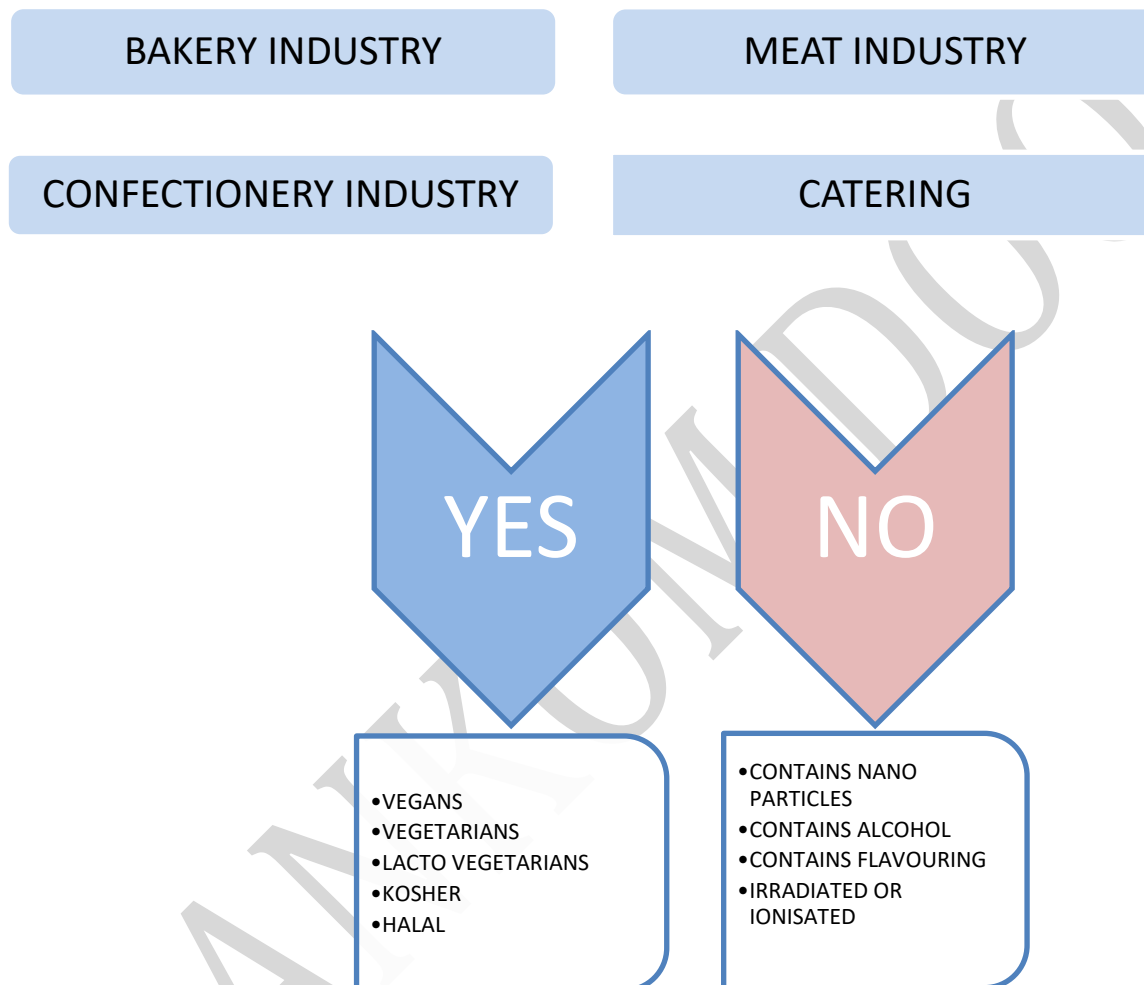 BAKERY INDUSTRY
MEAT INDUSTRY
CONFECTIONERY INDUSTRY
CATERING
YES
NO
•VEGANS
•VEGETARIANS
•LACTO VEGETARIANS
•KOSHER
•HALAL
•CONTAINS NANO
PARTICLES
•CONTAINS ALCOHOL
•CONTAINS FLAVOURING
•IRRADIATED OR
IONISATED